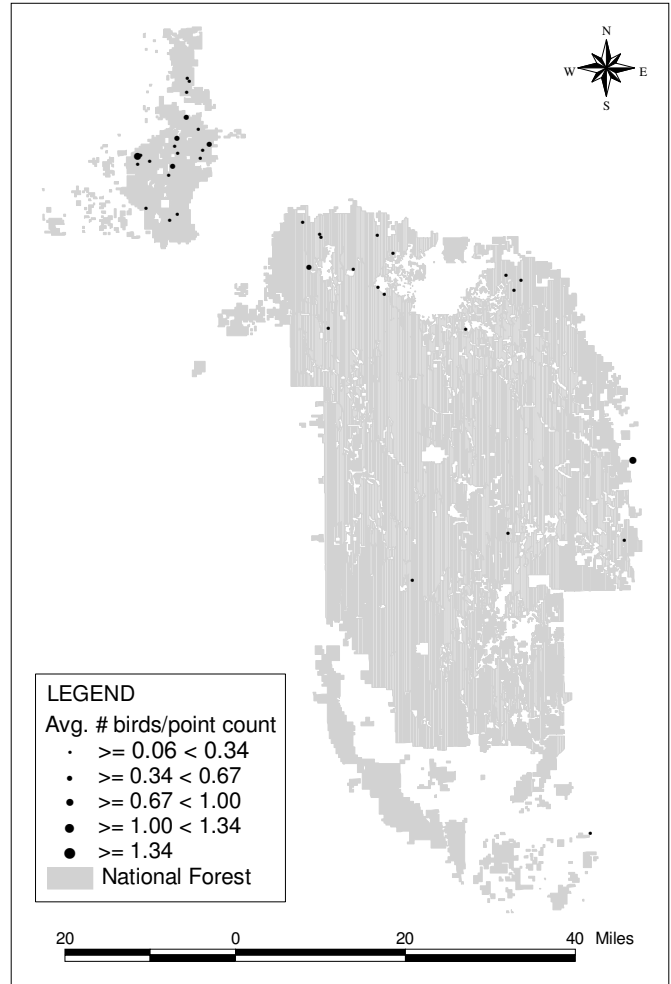 N
W E
S
LEGEND
Avg. # birds/point count
>= 0.06 < 0.34
>= 0.34 < 0.67
>= 0.67 < 1.00
>= 1.00 < 1.34
>= 1.34
National Forest
20 0 20 40 Miles